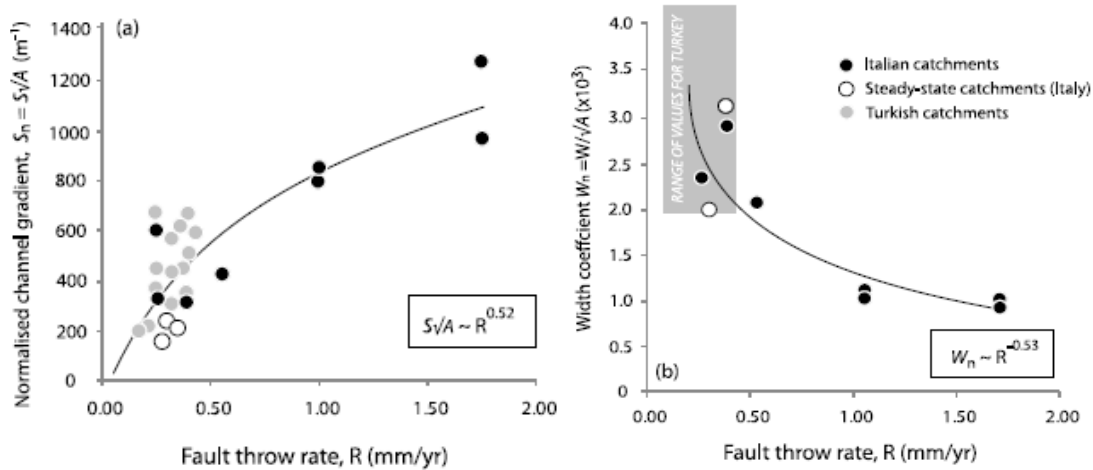 (a)
Normalised channel gradient, Sn = S√A (m⁻¹)
1400
1200
1000
800
600
400
200
0
0.00 0.50 1.00 1.50 2.00
Fault throw rate, R (mm/yr)
S√A ~ R^0.52
(b)
Width coeffcient Wn =W/√A (x10³)
4.0
3.5
3.0
2.5
2.0
1.5
1.0
0.5
0
0.00 0.50 1.00 1.50 2.00
Fault throw rate, R (mm/yr)
RANGE OF VALUES FOR TURKEY
Italian catchments
Steady-state catchments (Italy)
Turkish catchments
Wn ~ R^-0.53